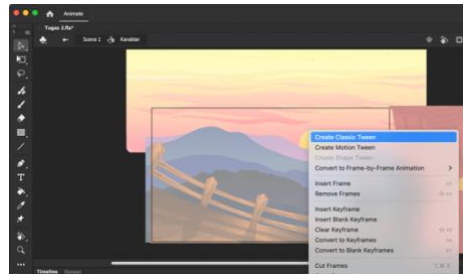 Animate
Tugas 2.fla*
Scene 1 Karakter
Create Classic Tween
Create Motion Tween
Create Shape Tween
Convert to Frame-by-Frame Animation
Insert Frame
Remove Frames
Insert Keyframe
Insert Blank Keyframe
Clear Keyframe
Convert to Keyframes
Convert to Blank Keyframes
Cut Frames
Timeline Output